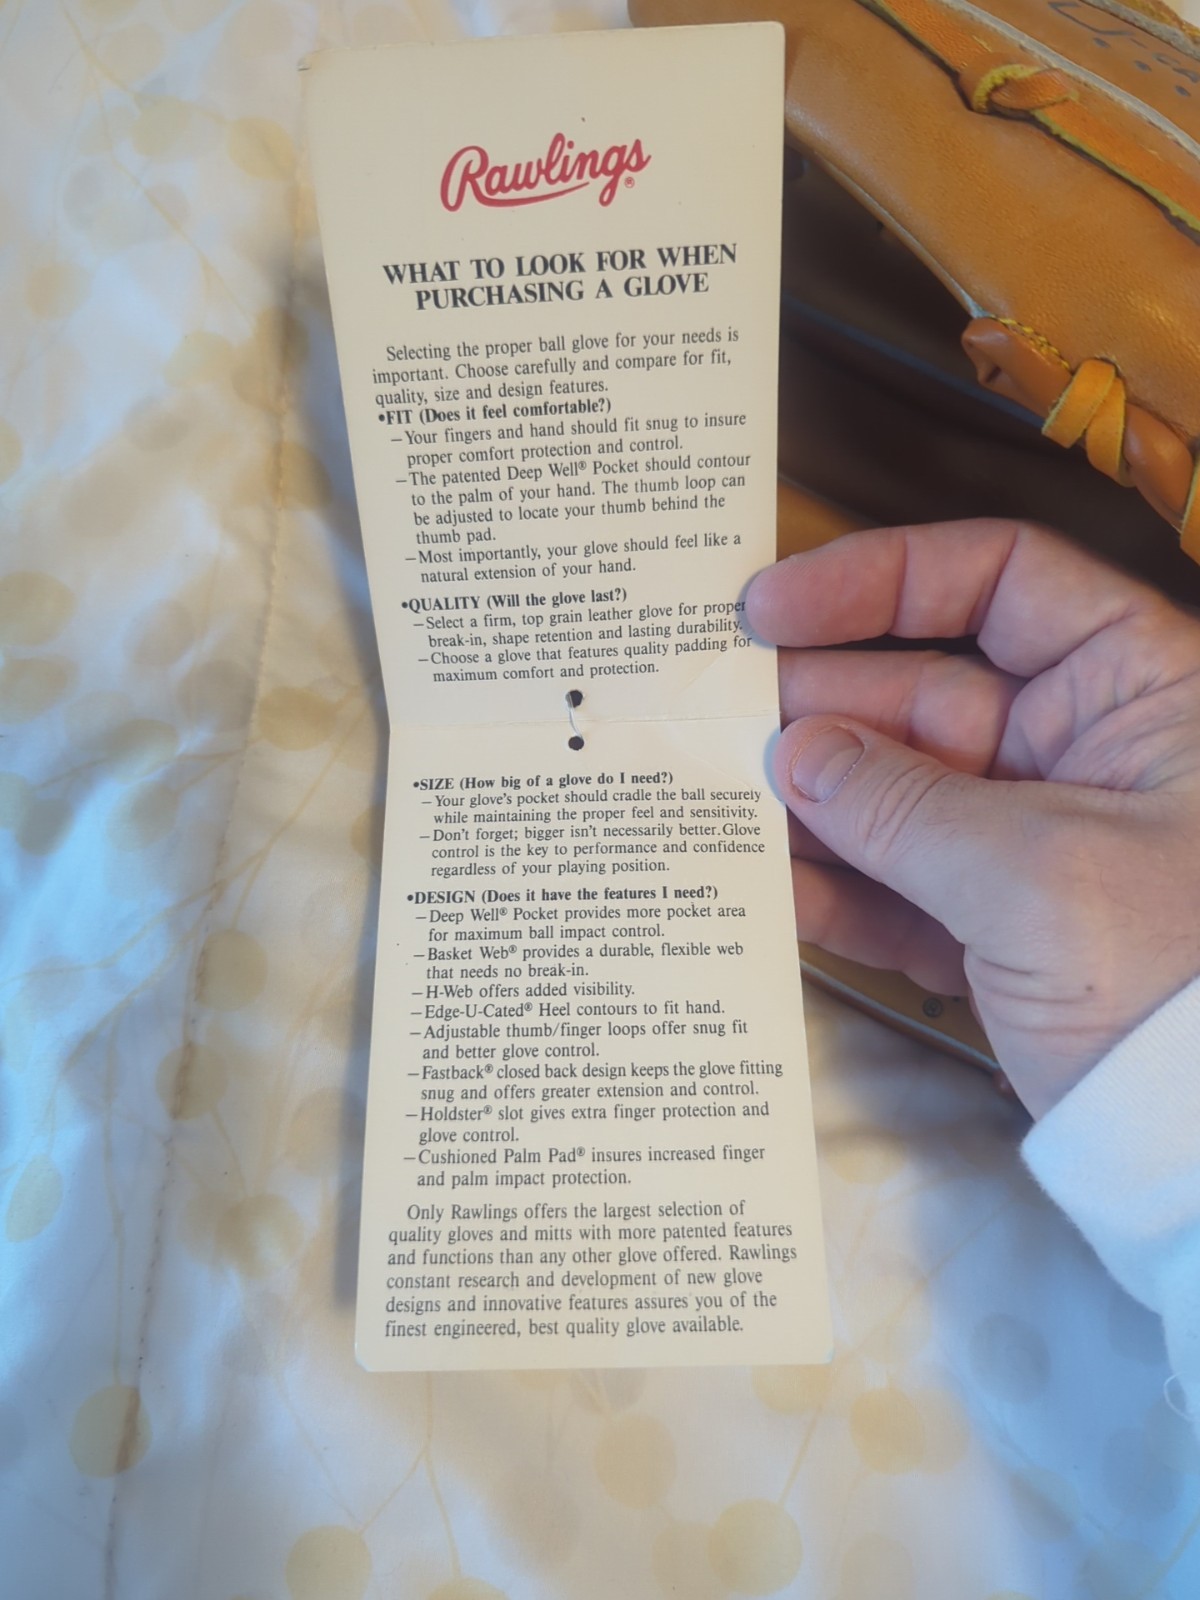 Rawlings®
WHAT TO LOOK FOR WHEN
PURCHASING A GLOVE
Selecting the proper ball glove for your needs is
important. Choose carefully and compare for fit,
quality, size and design features.
•FIT (Does it feel comfortable?)
—Your fingers and hand should fit snug to insure
proper comfort protection and control.
—The patented Deep Well® Pocket should contour
to the palm of your hand. The thumb loop can
be adjusted to locate your thumb behind the
thumb pad.
—Most importantly, your glove should feel like a
natural extension of your hand.
•QUALITY (Will the glove last?)
—Select a firm, top grain leather glove for proper
break-in, shape retention and lasting durability.
—Choose a glove that features quality padding for
maximum comfort and protection.
•SIZE (How big of a glove do I need?)
—Your glove's pocket should cradle the ball securely
while maintaining the proper feel and sensitivity.
—Don't forget; bigger isn't necessarily better. Glove
control is the key to performance and confidence
regardless of your playing position.
•DESIGN (Does it have the features I need?)
—Deep Well® Pocket provides more pocket area
for maximum ball impact control.
—Basket Web® provides a durable, flexible web
that needs no break-in.
—H-Web offers added visibility.
—Edge-U-Cated® Heel contours to fit hand.
—Adjustable thumb/finger loops offer snug fit
and better glove control.
—Fastback® closed back design keeps the glove fitting
snug and offers greater extension and control.
—Holdster® slot gives extra finger protection and
glove control.
—Cushioned Palm Pad® insures increased finger
and palm impact protection.
Only Rawlings offers the largest selection of
quality gloves and mitts with more patented features
and functions than any other glove offered. Rawlings
constant research and development of new glove
designs and innovative features assures you of the
finest engineered, best quality glove available.
®